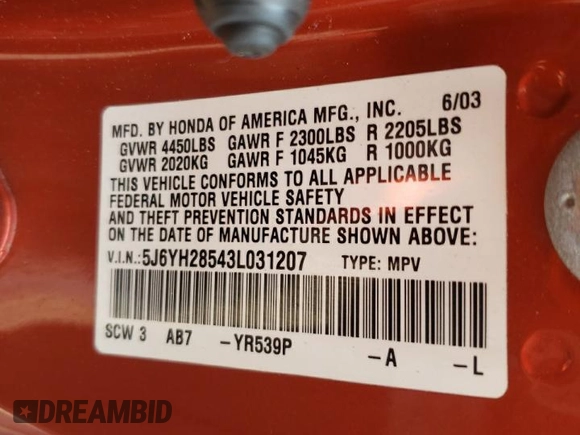 MFD. BY HONDA OF AMERICA MFG., INC. 6/03
GVWR 4450LBS GAWR F 2300LBS R 2205LBS
GVWR 2020KG GAWR F 1045KG R 1000KG
THIS VEHICLE CONFORMS TO ALL APPLICABLE
FEDERAL MOTOR VEHICLE SAFETY
AND THEFT PREVENTION STANDARDS IN EFFECT
ON THE DATE OF MANUFACTURE SHOWN ABOVE:
V.I.N.:5J6YH28543L031207 TYPE: MPV
SCW 3 AB7 -YR539P -A -L
DREAMBID